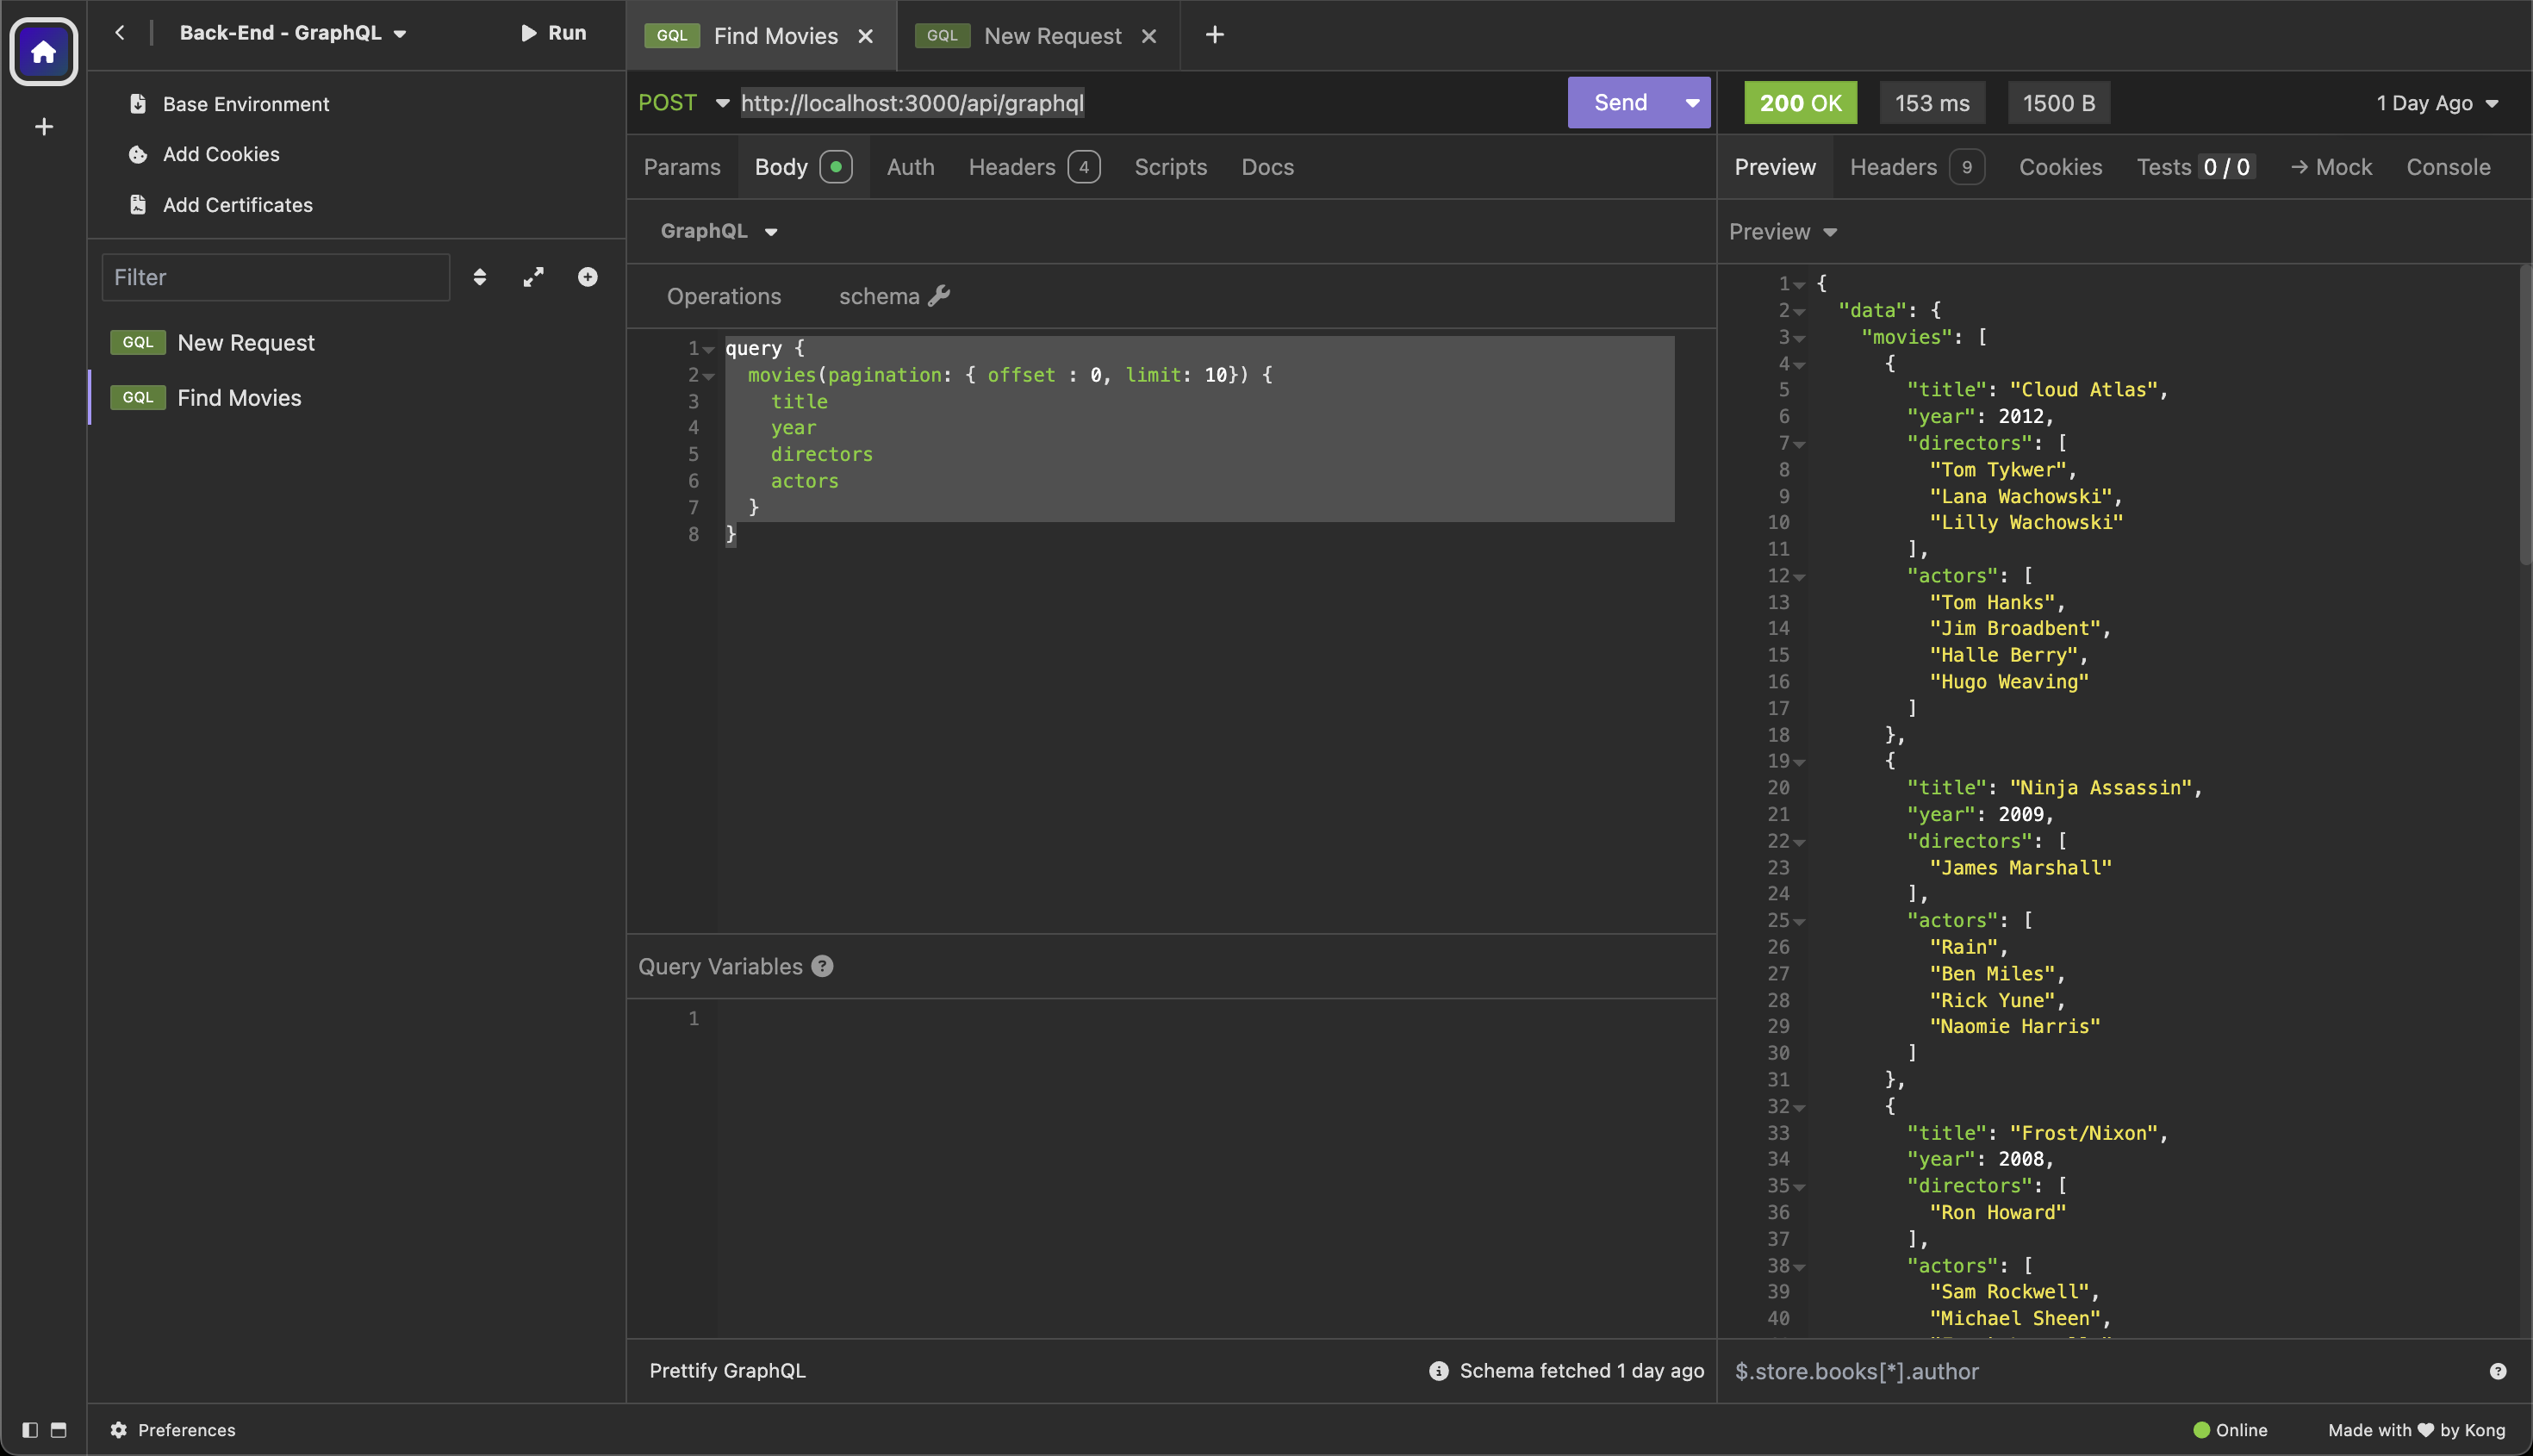 Back-End - GraphQL
Run
Base Environment
Add Cookies
Add Certificates
Filter
GQL New Request
GQL Find Movies
GQL Find Movies
GQL New Request
POST http://localhost:3000/api/graphql
Send
Params Body Auth Headers 4 Scripts Docs
GraphQL
Operations schema
1 query {
2 movies(pagination: { offset : 0, limit: 10}) {
3 title
4 year
5 directors
6 actors
7 }
8 }
Query Variables ?
1
Prettify GraphQL
Schema fetched 1 day ago
200 OK 153 ms 1500 B 1 Day Ago
Preview Headers 9 Cookies Tests 0 / 0 → Mock Console
Preview
1 {
2 "data": {
3 "movies": [
4 {
5 "title": "Cloud Atlas",
6 "year": 2012,
7 "directors": [
8 "Tom Tykwer",
9 "Lana Wachowski",
10 "Lilly Wachowski"
11 ],
12 "actors": [
13 "Tom Hanks",
14 "Jim Broadbent",
15 "Halle Berry",
16 "Hugo Weaving"
17 ]
18 },
19 {
20 "title": "Ninja Assassin",
21 "year": 2009,
22 "directors": [
23 "James Marshall"
24 ],
25 "actors": [
26 "Rain",
27 "Ben Miles",
28 "Rick Yune",
29 "Naomie Harris"
30 ]
31 },
32 {
33 "title": "Frost/Nixon",
34 "year": 2008,
35 "directors": [
36 "Ron Howard"
37 ],
38 "actors": [
39 "Sam Rockwell",
40 "Michael Sheen",
$.store.books[*].author
Preferences
Online
Made with ♥ by Kong